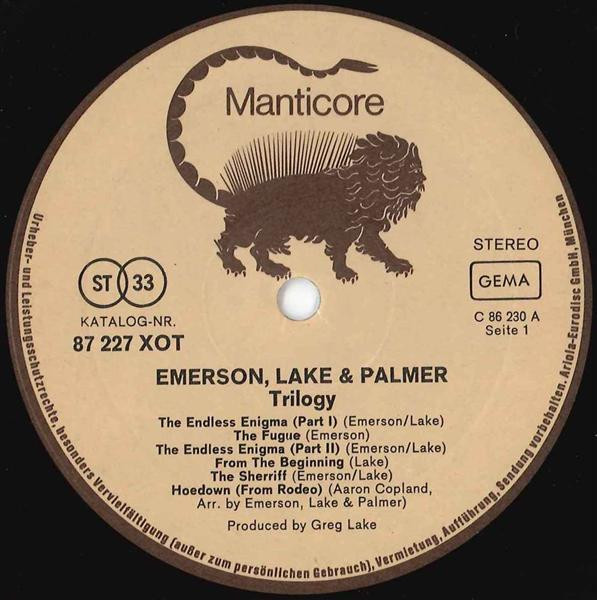 Manticore
ST 33
KATALOG-NR.
87 227 XOT
STEREO
GEMA
C 86 230 A
Seite 1
EMERSON, LAKE & PALMER
Trilogy
The Endless Enigma (Part I) (Emerson/Lake)
The Fugue (Emerson)
The Endless Enigma (Part II) (Emerson/Lake)
From The Beginning (Lake)
The Sherriff (Emerson/Lake)
Hoedown (From Rodeo) (Aaron Copland,
Arr. by Emerson, Lake & Palmer)
Produced by Greg Lake
Urheber- und Leistungsschutzrechte, besonders Vervielfältigung (außer zum persönlichen Gebrauch), Vermietung, Aufführung, Sendung vorbehalten. Ariola-Eurodisc GmbH, München